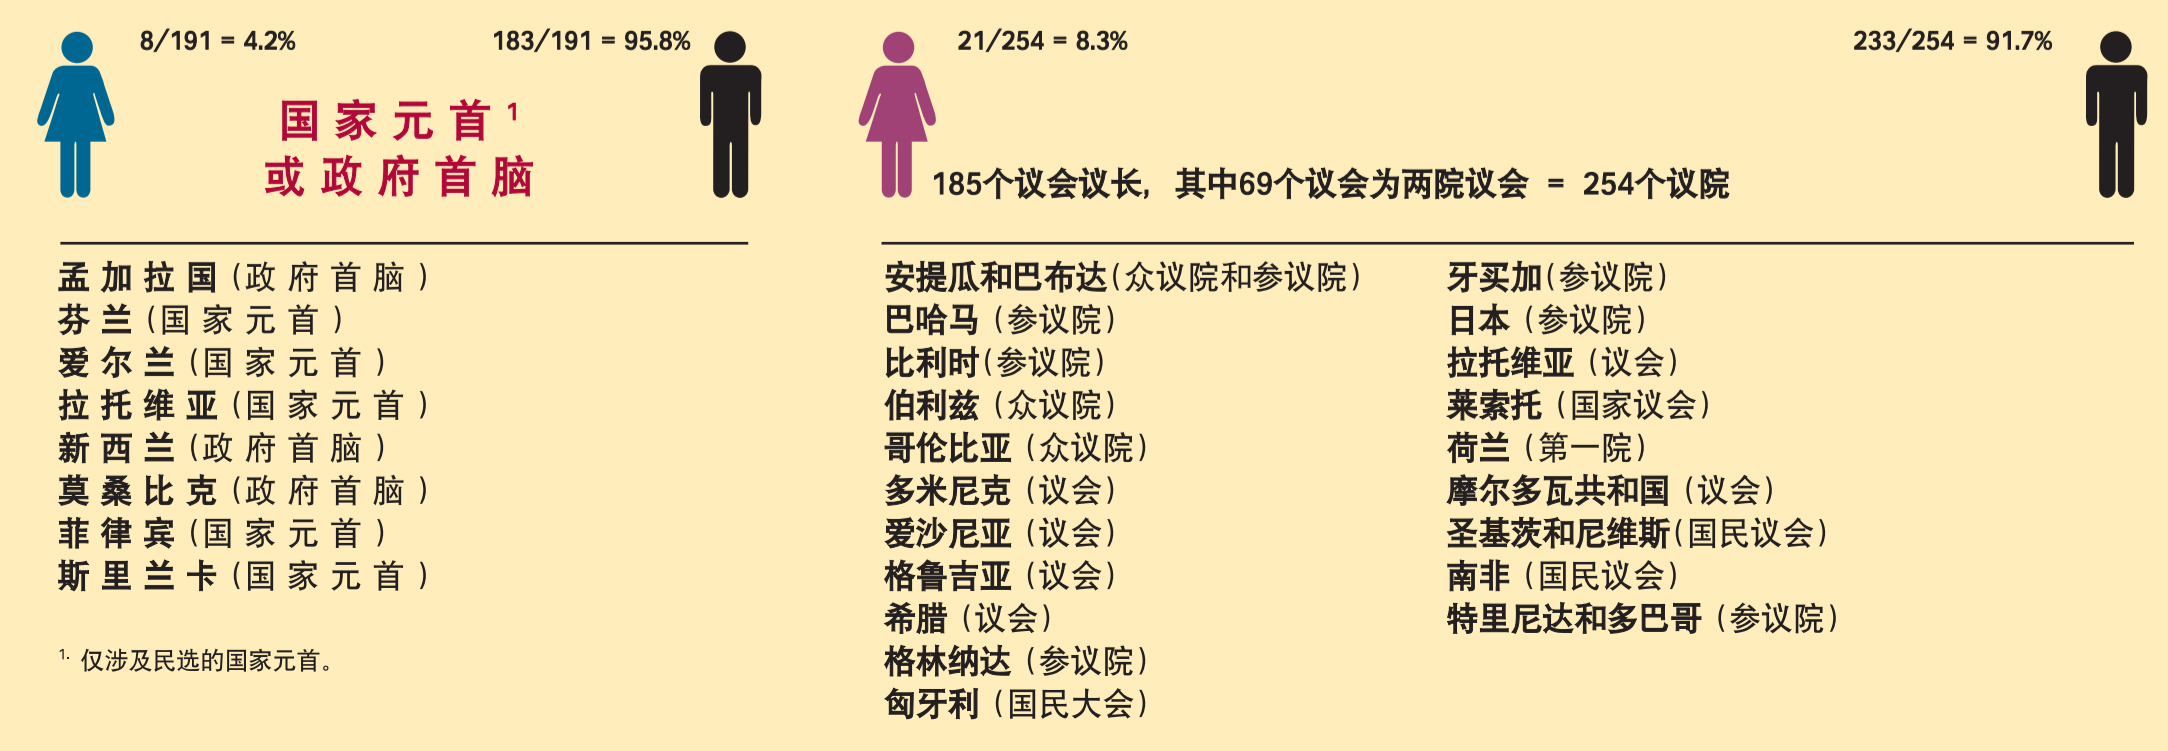 8/191 = 4.2%
183/191 = 95.8%
国家元首¹
或政府首脑
孟加拉国(政府首脑)
芬兰(国家元首)
爱尔兰(国家元首)
拉托维亚(国家元首)
新西兰(政府首脑)
莫桑比克(政府首脑)
菲律宾(国家元首)
斯里兰卡(国家元首)
1. 仅涉及民选的国家元首。
21/254 = 8.3%
233/254 = 91.7%
185个议会议长, 其中69个议会为两院议会 = 254个议院
安提瓜和巴布达(众议院和参议院)
巴哈马 (参议院)
比利时(参议院)
伯利兹 (众议院)
哥伦比亚 (众议院)
多米尼克 (议会)
爱沙尼亚 (议会)
格鲁吉亚 (议会)
希腊 (议会)
格林纳达 (参议院)
匈牙利 (国民大会)
牙买加(参议院)
日本 (参议院)
拉托维亚 (议会)
莱索托 (国家议会)
荷兰 (第一院)
摩尔多瓦共和国 (议会)
圣基茨和尼维斯(国民议会)
南非 (国民议会)
特里尼达和多巴哥 (参议院)